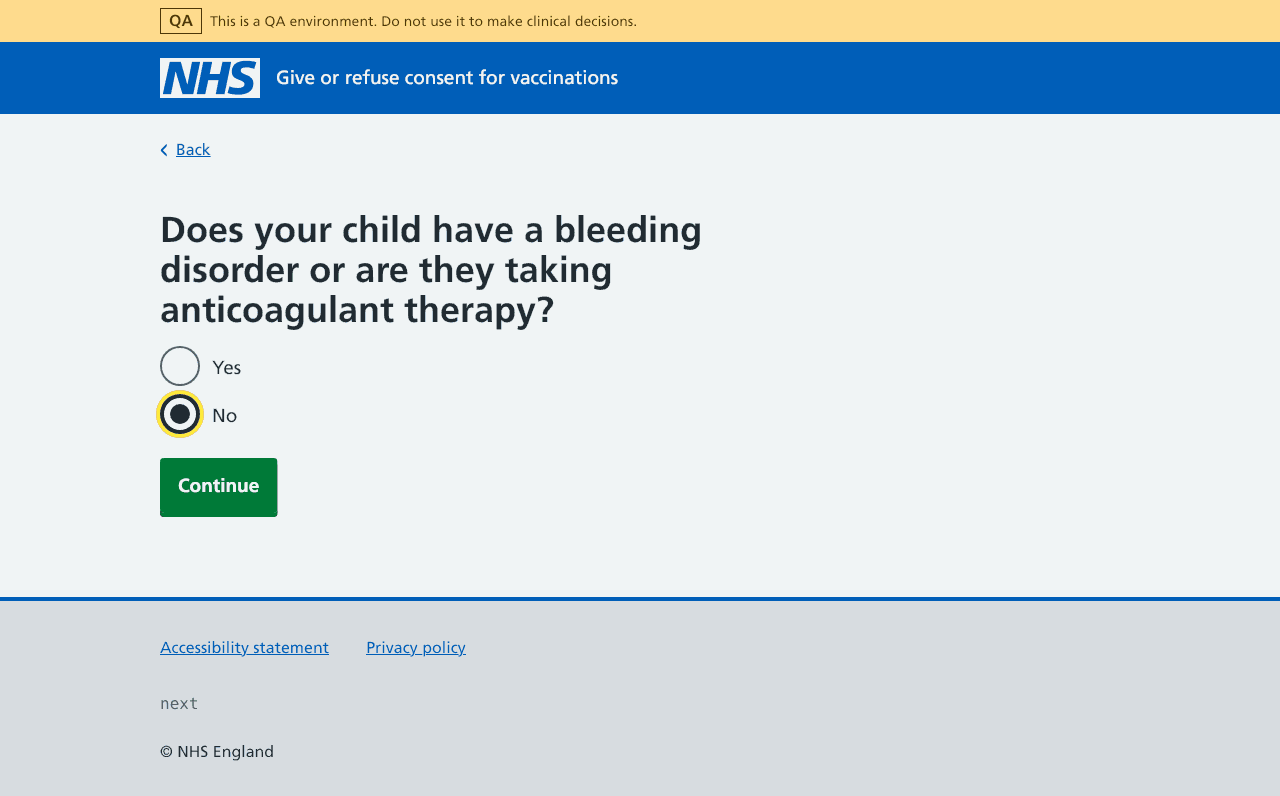 QA This is a QA environment. Do not use it to make clinical decisions.
NHS Give or refuse consent for vaccinations
Back
Does your child have a bleeding
disorder or are they taking
anticoagulant therapy?
Yes
No
Continue
Accessibility statement Privacy policy
next
© NHS England